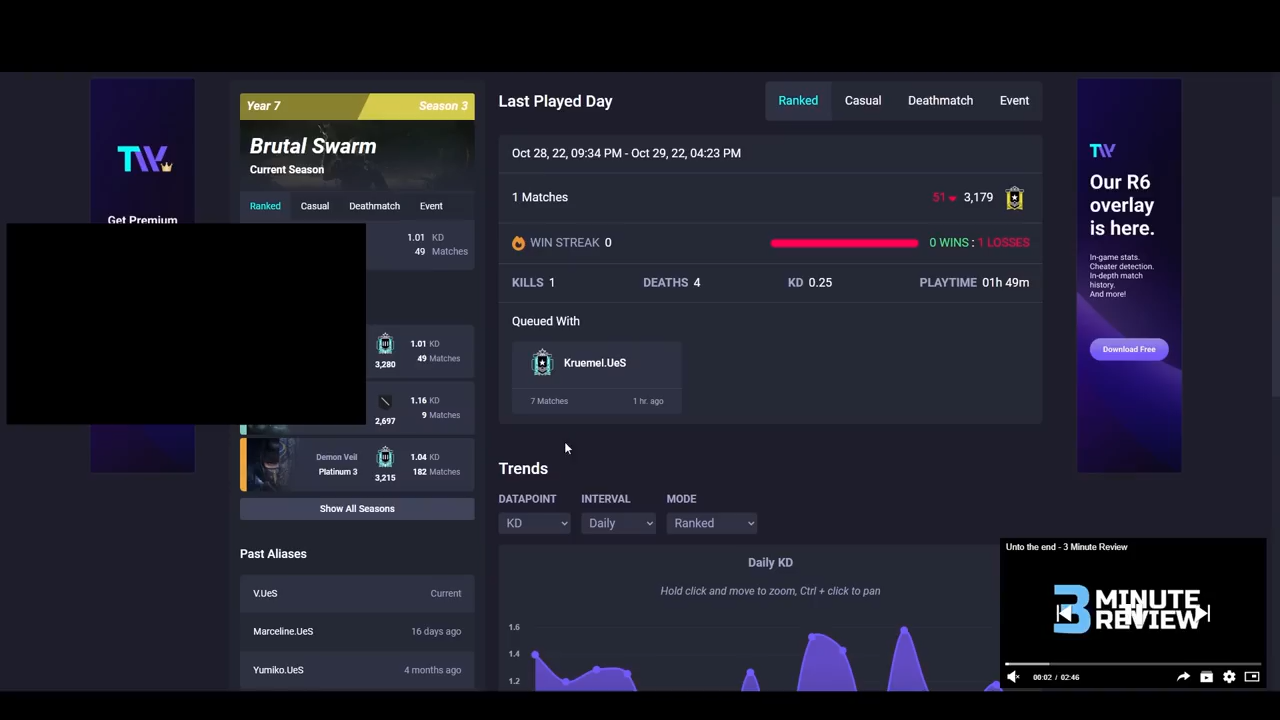 TW
Get Premium
Year 7
Season 3
Brutal Swarm
Current Season
Ranked
Casual
Deathmatch
Event
1.01 KD
49 Matches
3,280
1.01 KD
49 Matches
2,697
1.16 KD
9 Matches
Demon Veil
Platinum 3
3,215
1.04 KD
182 Matches
Show All Seasons
Past Aliases
V.UeS
Current
Marceline.UeS
16 days ago
Yumiko.UeS
4 months ago
Last Played Day
Ranked
Casual
Deathmatch
Event
Oct 28, 22, 09:34 PM - Oct 29, 22, 04:23 PM
1 Matches
51
3,179
WIN STREAK 0
0 WINS : 1 LOSSES
KILLS 1
DEATHS 4
KD 0.25
PLAYTIME 01h 49m
Queued With
Kruemel.UeS
7 Matches
1 hr. ago
Trends
DATAPOINT
INTERVAL
MODE
KD
Daily
Ranked
Daily KD
Hold click and move to zoom, Ctrl + click to pan
1.6
1.4
1.2
TW
Our R6
overlay
is here.
In-game stats.
Cheater detection.
In-depth match
history.
And more!
Download Free
Unto the end - 3 Minute Review
3 MINUTE
REVIEW
00:02 / 02:46